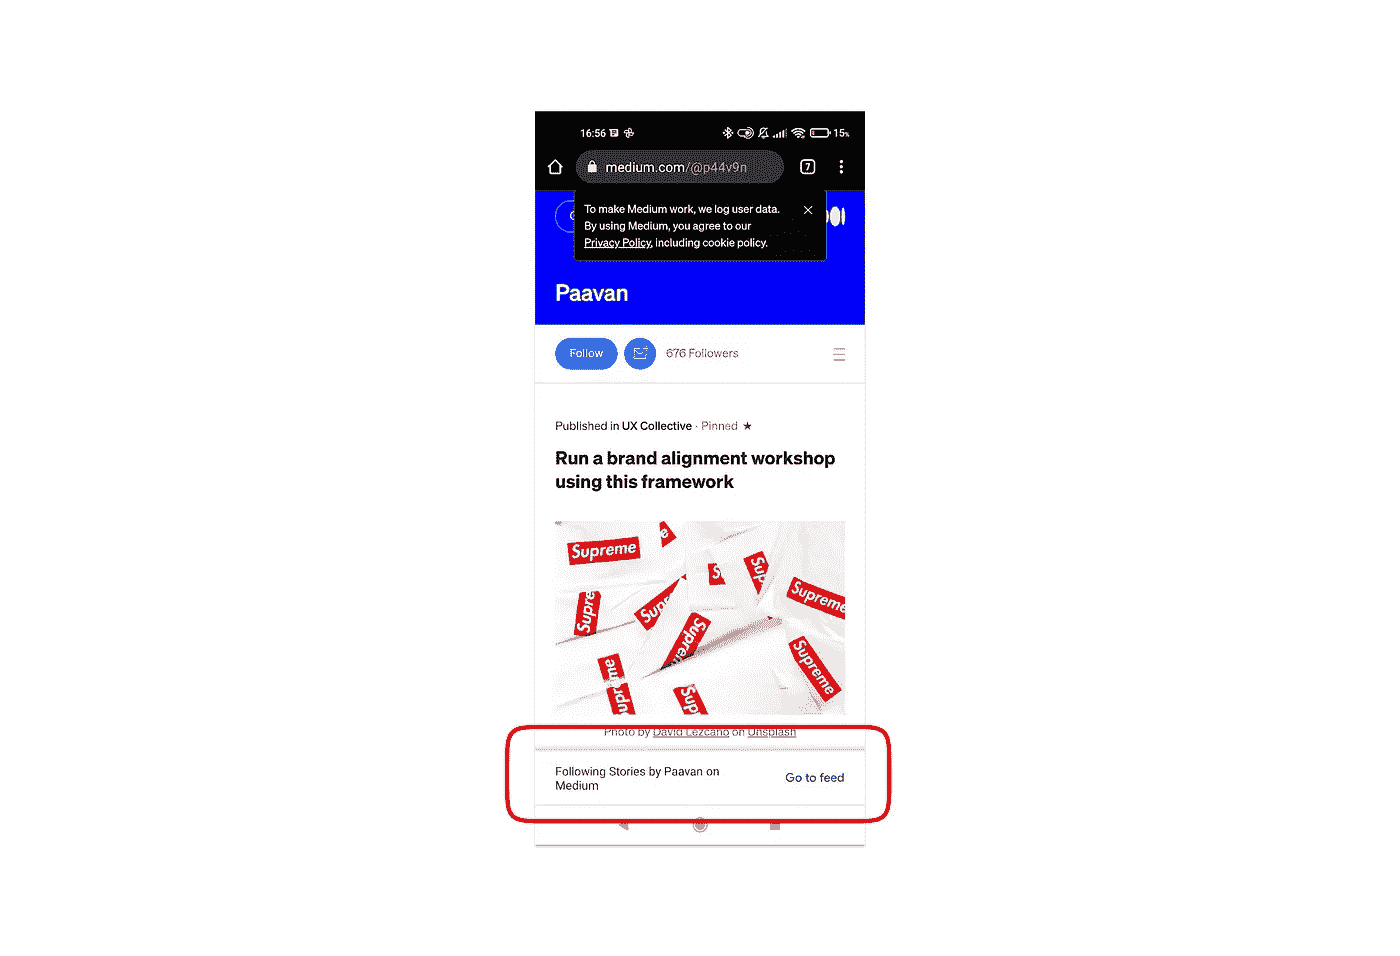 16:56
15%
medium.com/@p44v9n
7
To make Medium work, we log user data.
By using Medium, you agree to our
Privacy Policy, including cookie policy.
Paavan
Follow
676 Followers
Published in UX Collective · Pinned ★
Run a brand alignment workshop
using this framework
Supreme
e
S
Sup
Supreme
Supre
Supr
Supreme
Supreme
me
Supr
Sup
Photo by David Lezcano on Unsplash
Following Stories by Paavan on
Medium
Go to feed